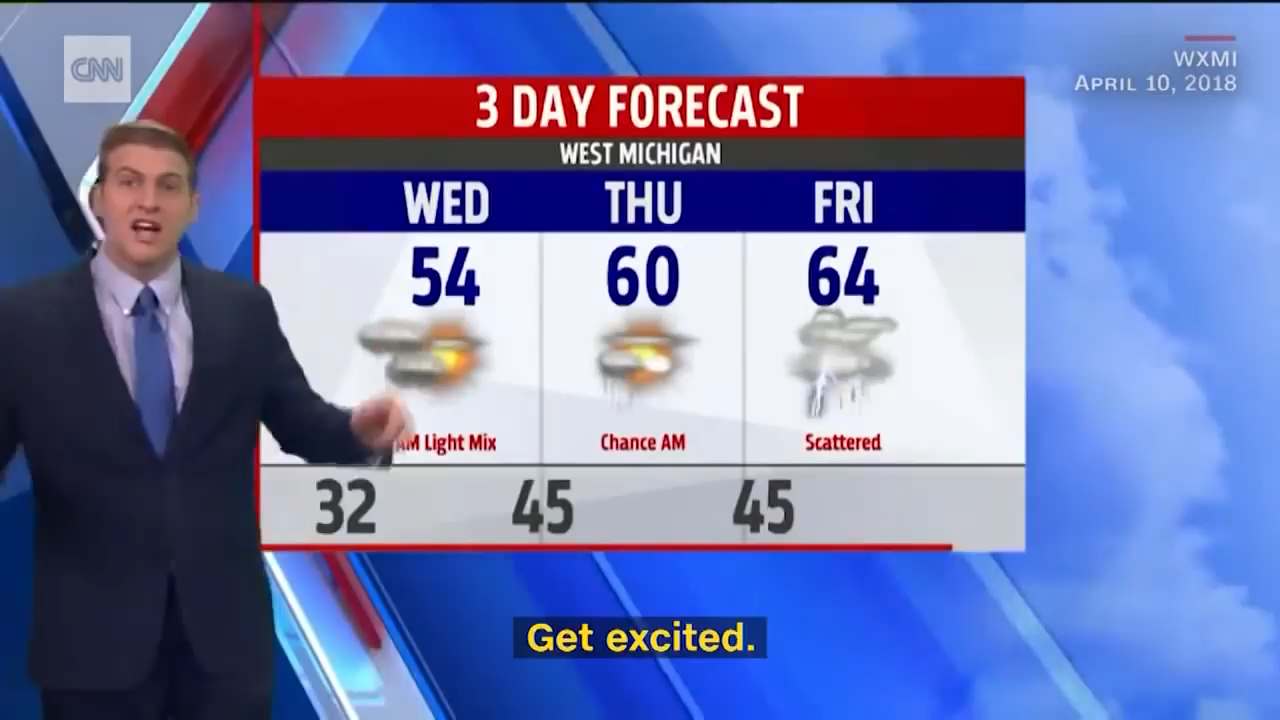 CNN
WXMI
APRIL 10, 2018
3 DAY FORECAST
WEST MICHIGAN
WED THU FRI
54 60 64
AM Light Mix Chance AM Scattered
32 45 45
Get excited.